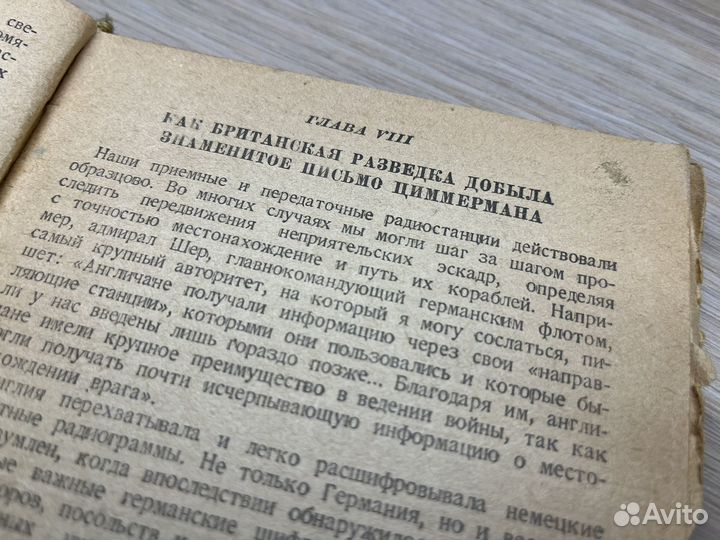 све-
ГЛАВА VIII
КАК БРИТАНСКАЯ РАЗВЕДКА ДОБЫЛА
ЗНАМЕНИТОЕ ПИСЬМО ЦИММЕРМАНА
Наши приемные и передаточные радиостанции действовали
образцово. Во многих случаях мы могли шаг за шагом про-
следить передвижения неприятельских эскадр, определяя
с точностью местонахождение и путь их кораблей. Напри-
мер, адмирал Шер, главнокомандующий германским флотом,
самый крупный авторитет, на который я могу сослаться, пи-
шет: «Англичане получали информацию через свои «направ-
ляющие станции», которыми они пользовались и которые бы-
ли у нас введены лишь гораздо позже... Благодаря им, англи-
чане имели крупное преимущество в ведении войны, так как
могли получать почти исчерпывающую информацию о место-
нахождении врага».
перехватывала и легко расшифровывала немецкие
радиограммы. Не только Германия, но и
когда впоследствии
важные германские
посольств и
Avito